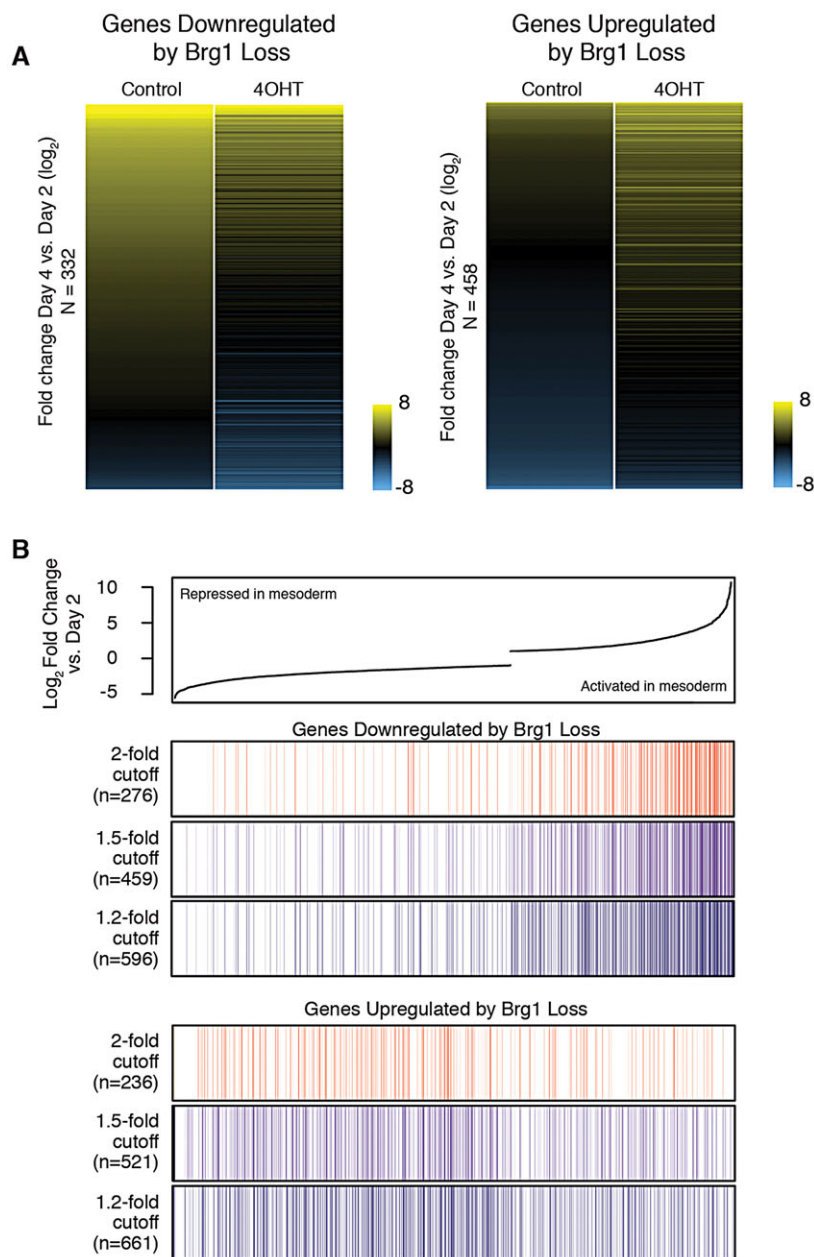 A
Genes Downregulated
by Brg1 Loss
Control
4OHT
Fold change Day 4 vs. Day 2 (log2)
N = 332
8
-8
Genes Upregulated
by Brg1 Loss
Control
4OHT
Fold change Day 4 vs. Day 2 (log2)
N = 458
8
-8
B
Log2 Fold Change
vs. Day 2
10
5
0
-5
Repressed in mesoderm
Activated in mesoderm
Genes Downregulated by Brg1 Loss
2-fold
cutoff
(n=276)
1.5-fold
cutoff
(n=459)
1.2-fold
cutoff
(n=596)
Genes Upregulated by Brg1 Loss
2-fold
cutoff
(n=236)
1.5-fold
cutoff
(n=521)
1.2-fold
cutoff
(n=661)